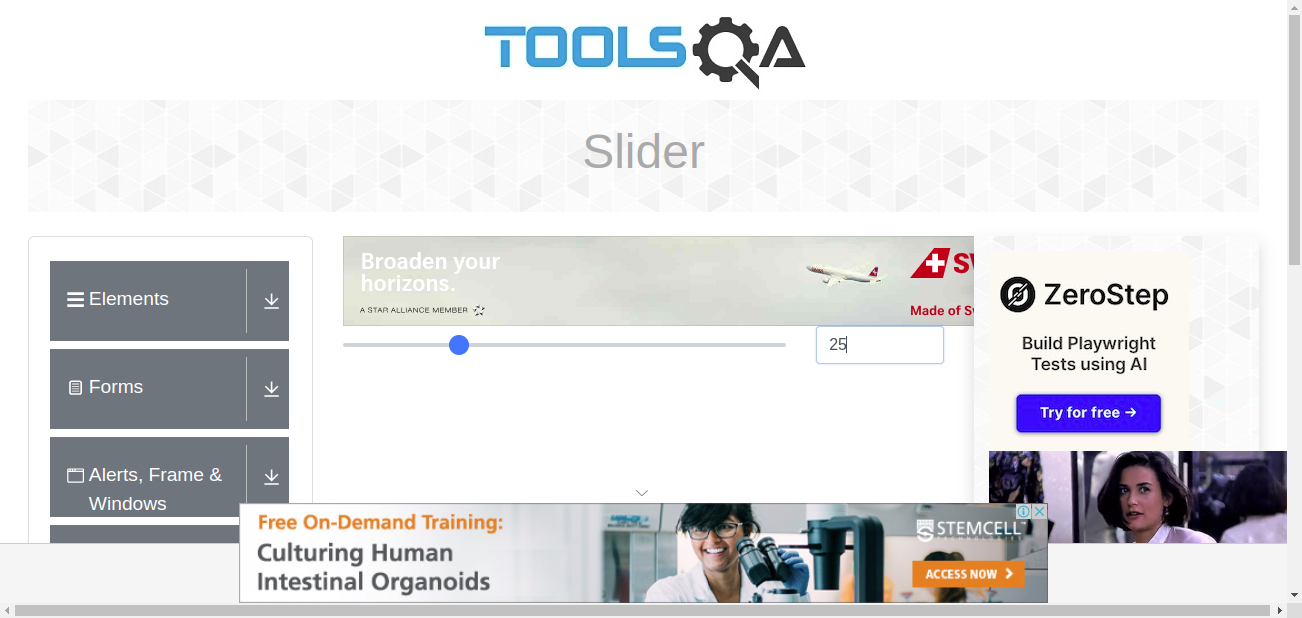 TOOLSQA
Slider
Elements
Forms
Alerts, Frame &
Windows
Broaden your
horizons.
A STAR ALLIANCE MEMBER
Made of
25
ZeroStep
Build Playwright
Tests using AI
Try for free →
Free On-Demand Training:
Culturing Human
Intestinal Organoids
STEMCELL
ACCESS NOW